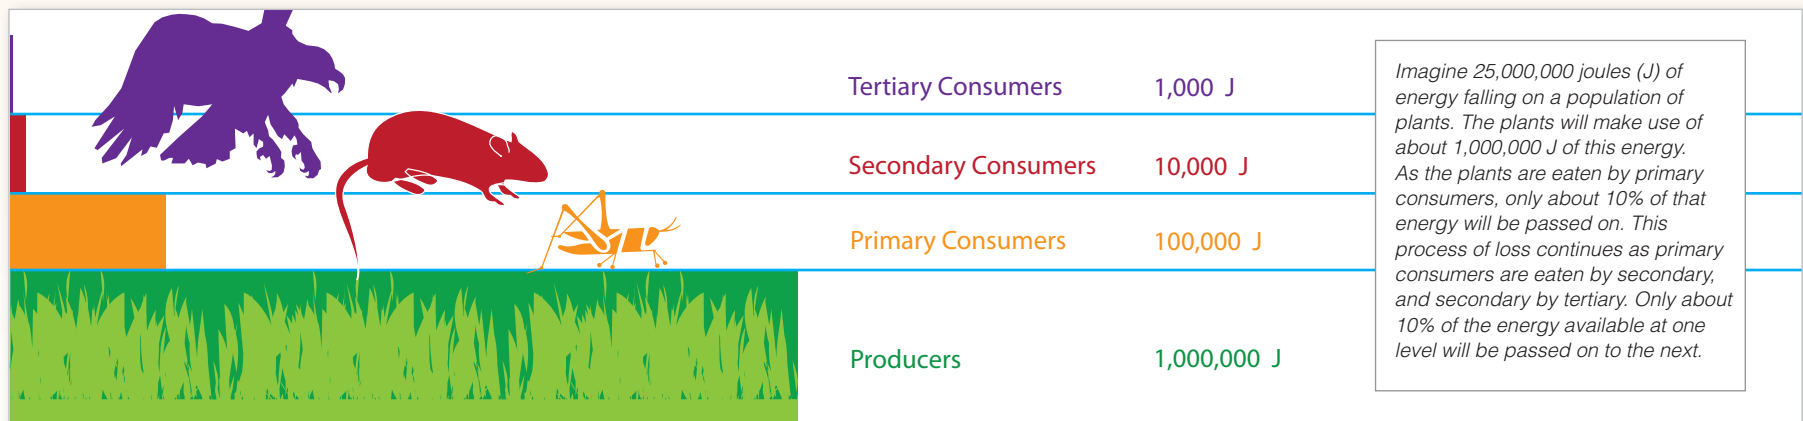 Tertiary Consumers 1,000 J
Secondary Consumers 10,000 J
Primary Consumers 100,000 J
Producers 1,000,000 J
Imagine 25,000,000 joules (J) of
energy falling on a population of
plants. The plants will make use of
about 1,000,000 J of this energy.
As the plants are eaten by primary
consumers, only about 10% of that
energy will be passed on. This
process of loss continues as primary
consumers are eaten by secondary,
and secondary by tertiary. Only about
10% of the energy available at one
level will be passed on to the next.